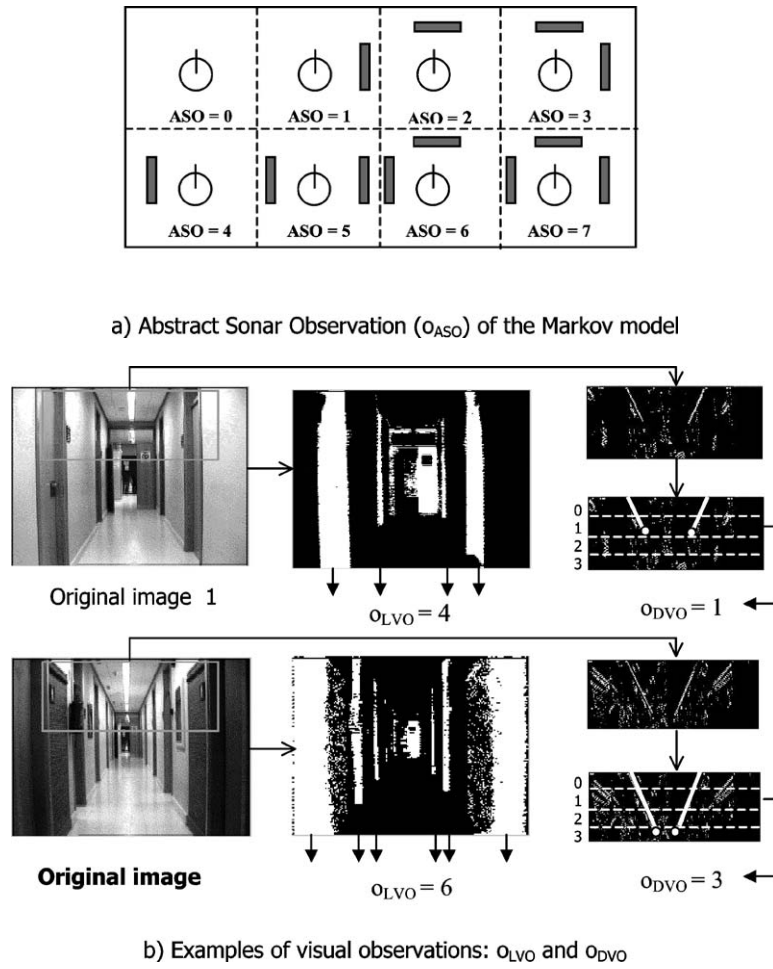 ASO = 0 ASO = 1 ASO = 2 ASO = 3
ASO = 4 ASO = 5 ASO = 6 ASO = 7
a) Abstract Sonar Observation (oASO) of the Markov model
0
1
2
3
Original image 1
oLVO = 4
oDVO = 1
0
1
2
3
Original image
oLVO = 6
oDVO = 3
b) Examples of visual observations: oLVO and oDVO